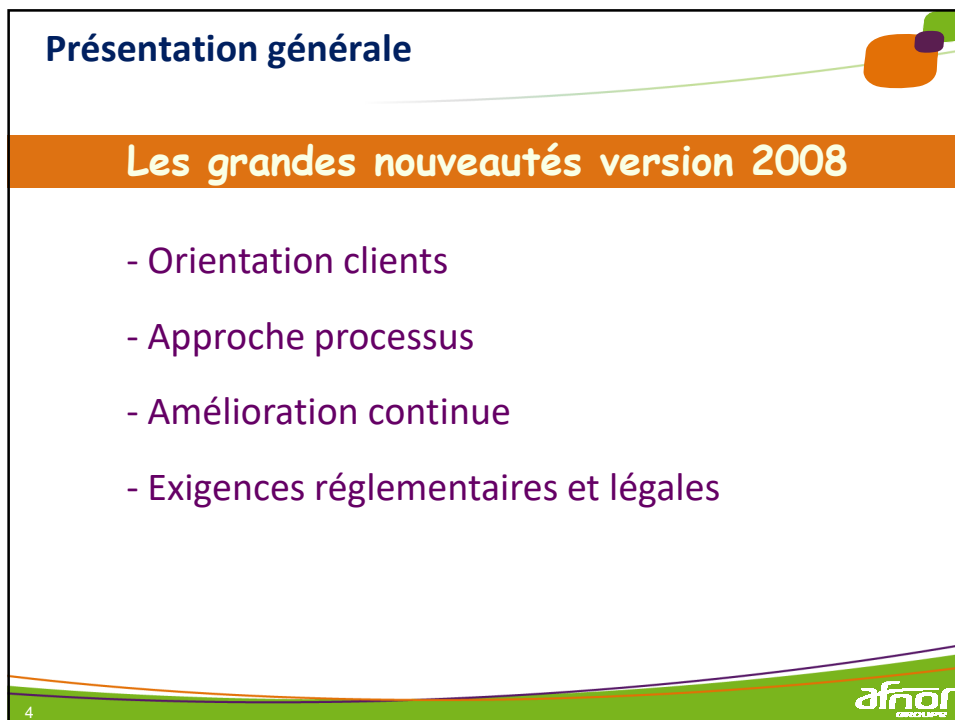 Présentation générale
Les grandes nouveautés version 2008
- Orientation clients
- Approche processus
- Amélioration continue
- Exigences réglementaires et légales
4
afnor
GROUPE